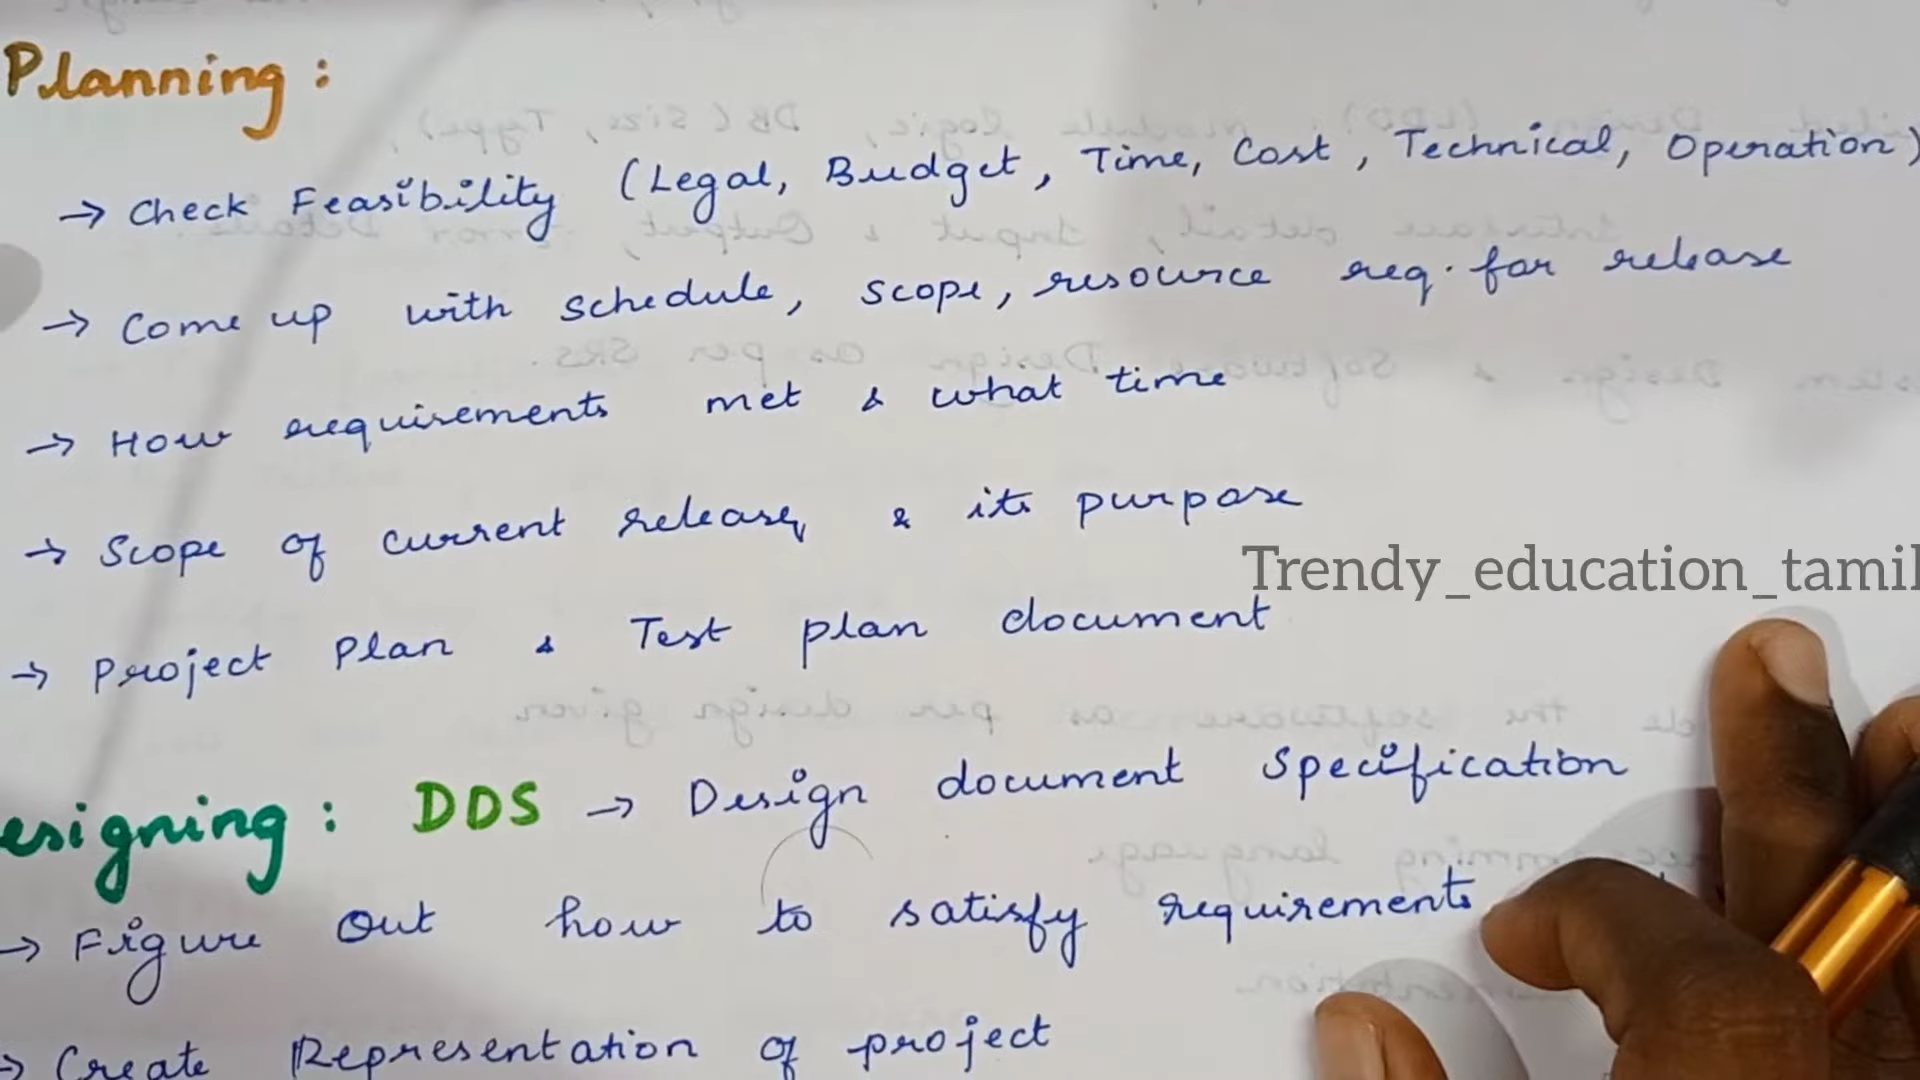 Planning :
→ Check Feasibility (Legal, Budget, Time, Cost, Technical, Operation)
→ Come up with schedule, scope, resource req. for release
→ How requirements met & what time
→ Scope of current release & its purpose
Trendy_education_tamil
→ Project Plan & Test plan document
esigning : DDS → Design document specification
→ Figure out how to satisfy requirements
→ Create Representation of project